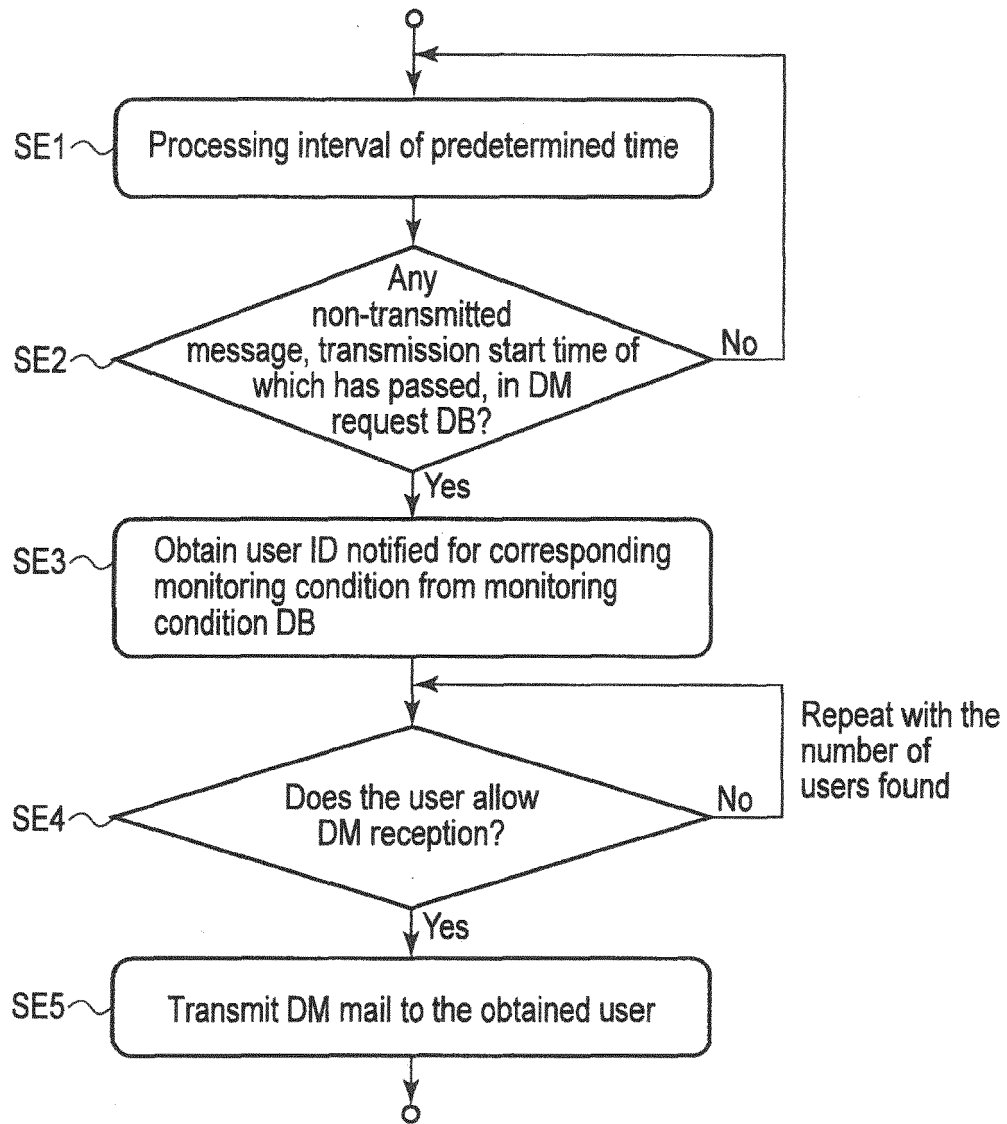 SE1
Processing interval of predetermined time
SE2
Any
non-transmitted
message, transmission start time of
which has passed, in DM
request DB?
No
Yes
SE3
Obtain user ID notified for corresponding
monitoring condition from monitoring
condition DB
Repeat with the
number of
users found
SE4
Does the user allow
DM reception?
No
Yes
SE5
Transmit DM mail to the obtained user